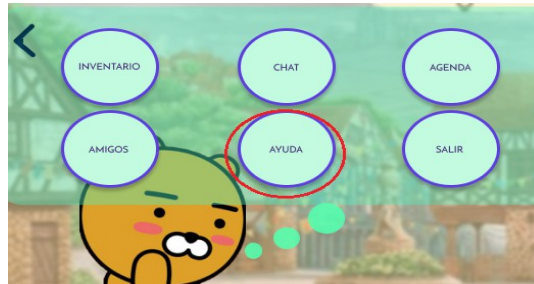 INVENTARIO
CHAT
AGENDA
AMIGOS
AYUDA
SALIR